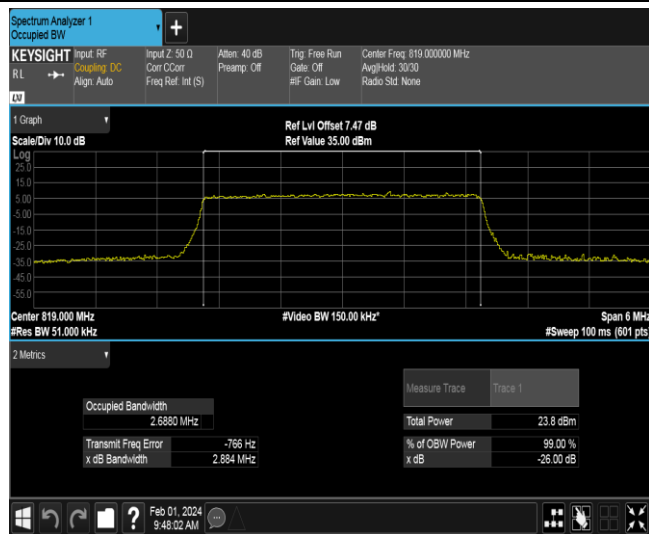 Spectrum Analyzer 1
Occupied BW
+
KEYSIGHT
RL
LXI
Input: RF
Coupling: DC
Align: Auto
Input Z: 50 Ω
Corr CCorr
Freq Ref: Int (S)
Atten: 40 dB
Preamp: Off
Trig: Free Run
Gate: Off
#IF Gain: Low
Center Freq: 819.000000 MHz
Avg|Hold: 30/30
Radio Std: None
1 Graph
Scale/Div 10.0 dB
Ref Lvl Offset 7.47 dB
Ref Value 35.00 dBm
Log
25.0
15.0
5.00
-5.00
-15.0
-25.0
-35.0
-45.0
-55.0
Center 819.000 MHz
#Res BW 51.000 kHz
#Video BW 150.00 kHz*
Span 6 MHz
#Sweep 100 ms (601 pts)
2 Metrics
Measure Trace Trace 1
Occupied Bandwidth
2.6880 MHz
Total Power 23.8 dBm
Transmit Freq Error -766 Hz
% of OBW Power 99.00 %
x dB Bandwidth 2.884 MHz
x dB -26.00 dB
?
Feb 01, 2024
9:48:02 AM